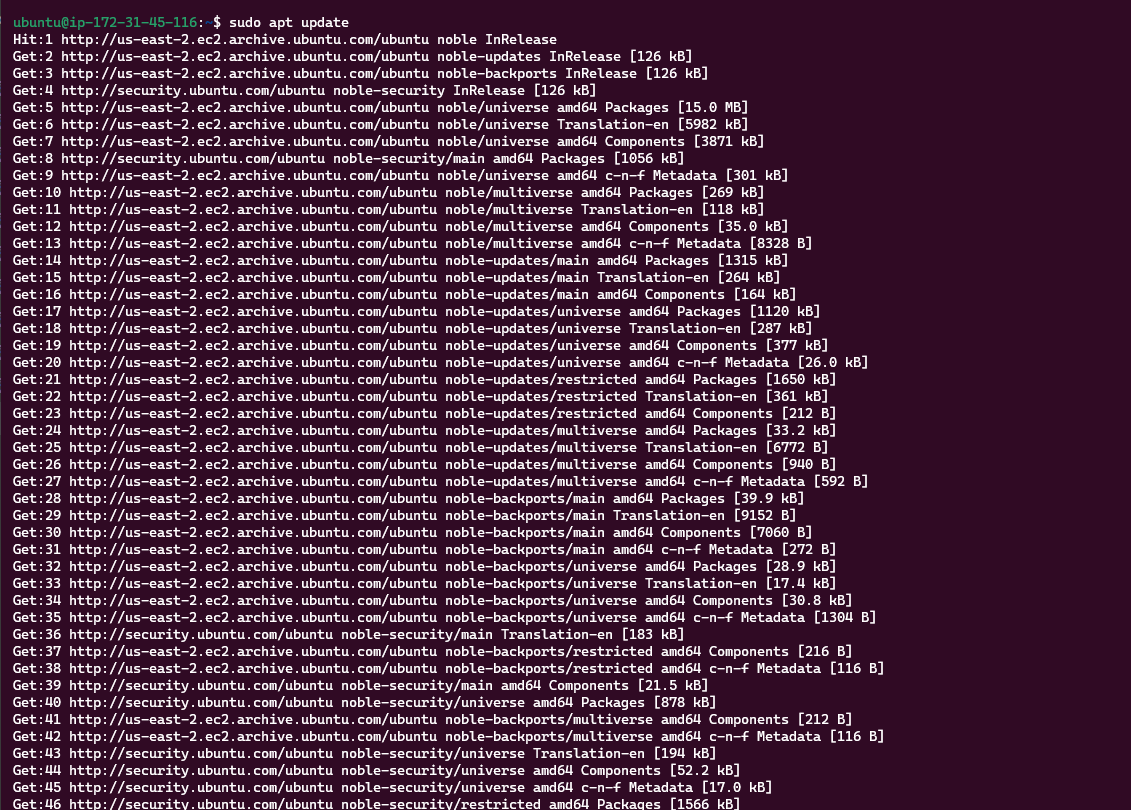 ubuntu@ip-172-31-45-116:~$ sudo apt update
Hit:1 http://us-east-2.ec2.archive.ubuntu.com/ubuntu noble InRelease
Get:2 http://us-east-2.ec2.archive.ubuntu.com/ubuntu noble-updates InRelease [126 kB]
Get:3 http://us-east-2.ec2.archive.ubuntu.com/ubuntu noble-backports InRelease [126 kB]
Get:4 http://security.ubuntu.com/ubuntu noble-security InRelease [126 kB]
Get:5 http://us-east-2.ec2.archive.ubuntu.com/ubuntu noble/universe amd64 Packages [15.0 MB]
Get:6 http://us-east-2.ec2.archive.ubuntu.com/ubuntu noble/universe Translation-en [5982 kB]
Get:7 http://us-east-2.ec2.archive.ubuntu.com/ubuntu noble/universe amd64 Components [3871 kB]
Get:8 http://security.ubuntu.com/ubuntu noble-security/main amd64 Packages [1056 kB]
Get:9 http://us-east-2.ec2.archive.ubuntu.com/ubuntu noble/universe amd64 c-n-f Metadata [301 kB]
Get:10 http://us-east-2.ec2.archive.ubuntu.com/ubuntu noble/multiverse amd64 Packages [269 kB]
Get:11 http://us-east-2.ec2.archive.ubuntu.com/ubuntu noble/multiverse Translation-en [118 kB]
Get:12 http://us-east-2.ec2.archive.ubuntu.com/ubuntu noble/multiverse amd64 Components [35.0 kB]
Get:13 http://us-east-2.ec2.archive.ubuntu.com/ubuntu noble/multiverse amd64 c-n-f Metadata [8328 B]
Get:14 http://us-east-2.ec2.archive.ubuntu.com/ubuntu noble-updates/main amd64 Packages [1315 kB]
Get:15 http://us-east-2.ec2.archive.ubuntu.com/ubuntu noble-updates/main Translation-en [264 kB]
Get:16 http://us-east-2.ec2.archive.ubuntu.com/ubuntu noble-updates/main amd64 Components [164 kB]
Get:17 http://us-east-2.ec2.archive.ubuntu.com/ubuntu noble-updates/universe amd64 Packages [1120 kB]
Get:18 http://us-east-2.ec2.archive.ubuntu.com/ubuntu noble-updates/universe Translation-en [287 kB]
Get:19 http://us-east-2.ec2.archive.ubuntu.com/ubuntu noble-updates/universe amd64 Components [377 kB]
Get:20 http://us-east-2.ec2.archive.ubuntu.com/ubuntu noble-updates/universe amd64 c-n-f Metadata [26.0 kB]
Get:21 http://us-east-2.ec2.archive.ubuntu.com/ubuntu noble-updates/restricted amd64 Packages [1650 kB]
Get:22 http://us-east-2.ec2.archive.ubuntu.com/ubuntu noble-updates/restricted Translation-en [361 kB]
Get:23 http://us-east-2.ec2.archive.ubuntu.com/ubuntu noble-updates/restricted amd64 Components [212 B]
Get:24 http://us-east-2.ec2.archive.ubuntu.com/ubuntu noble-updates/multiverse amd64 Packages [33.2 kB]
Get:25 http://us-east-2.ec2.archive.ubuntu.com/ubuntu noble-updates/multiverse Translation-en [6772 B]
Get:26 http://us-east-2.ec2.archive.ubuntu.com/ubuntu noble-updates/multiverse amd64 Components [940 B]
Get:27 http://us-east-2.ec2.archive.ubuntu.com/ubuntu noble-updates/multiverse amd64 c-n-f Metadata [592 B]
Get:28 http://us-east-2.ec2.archive.ubuntu.com/ubuntu noble-backports/main amd64 Packages [39.9 kB]
Get:29 http://us-east-2.ec2.archive.ubuntu.com/ubuntu noble-backports/main Translation-en [9152 B]
Get:30 http://us-east-2.ec2.archive.ubuntu.com/ubuntu noble-backports/main amd64 Components [7060 B]
Get:31 http://us-east-2.ec2.archive.ubuntu.com/ubuntu noble-backports/main amd64 c-n-f Metadata [272 B]
Get:32 http://us-east-2.ec2.archive.ubuntu.com/ubuntu noble-backports/universe amd64 Packages [28.9 kB]
Get:33 http://us-east-2.ec2.archive.ubuntu.com/ubuntu noble-backports/universe Translation-en [17.4 kB]
Get:34 http://us-east-2.ec2.archive.ubuntu.com/ubuntu noble-backports/universe amd64 Components [30.8 kB]
Get:35 http://us-east-2.ec2.archive.ubuntu.com/ubuntu noble-backports/universe amd64 c-n-f Metadata [1304 B]
Get:36 http://security.ubuntu.com/ubuntu noble-security/main Translation-en [183 kB]
Get:37 http://us-east-2.ec2.archive.ubuntu.com/ubuntu noble-backports/restricted amd64 Components [216 B]
Get:38 http://us-east-2.ec2.archive.ubuntu.com/ubuntu noble-backports/restricted amd64 c-n-f Metadata [116 B]
Get:39 http://security.ubuntu.com/ubuntu noble-security/main amd64 Components [21.5 kB]
Get:40 http://security.ubuntu.com/ubuntu noble-security/universe amd64 Packages [878 kB]
Get:41 http://us-east-2.ec2.archive.ubuntu.com/ubuntu noble-backports/multiverse amd64 Components [212 B]
Get:42 http://us-east-2.ec2.archive.ubuntu.com/ubuntu noble-backports/multiverse amd64 c-n-f Metadata [116 B]
Get:43 http://security.ubuntu.com/ubuntu noble-security/universe Translation-en [194 kB]
Get:44 http://security.ubuntu.com/ubuntu noble-security/universe amd64 Components [52.2 kB]
Get:45 http://security.ubuntu.com/ubuntu noble-security/universe amd64 c-n-f Metadata [17.0 kB]
Get:46 http://security.ubuntu.com/ubuntu noble-security/restricted amd64 Packages [1566 kB]